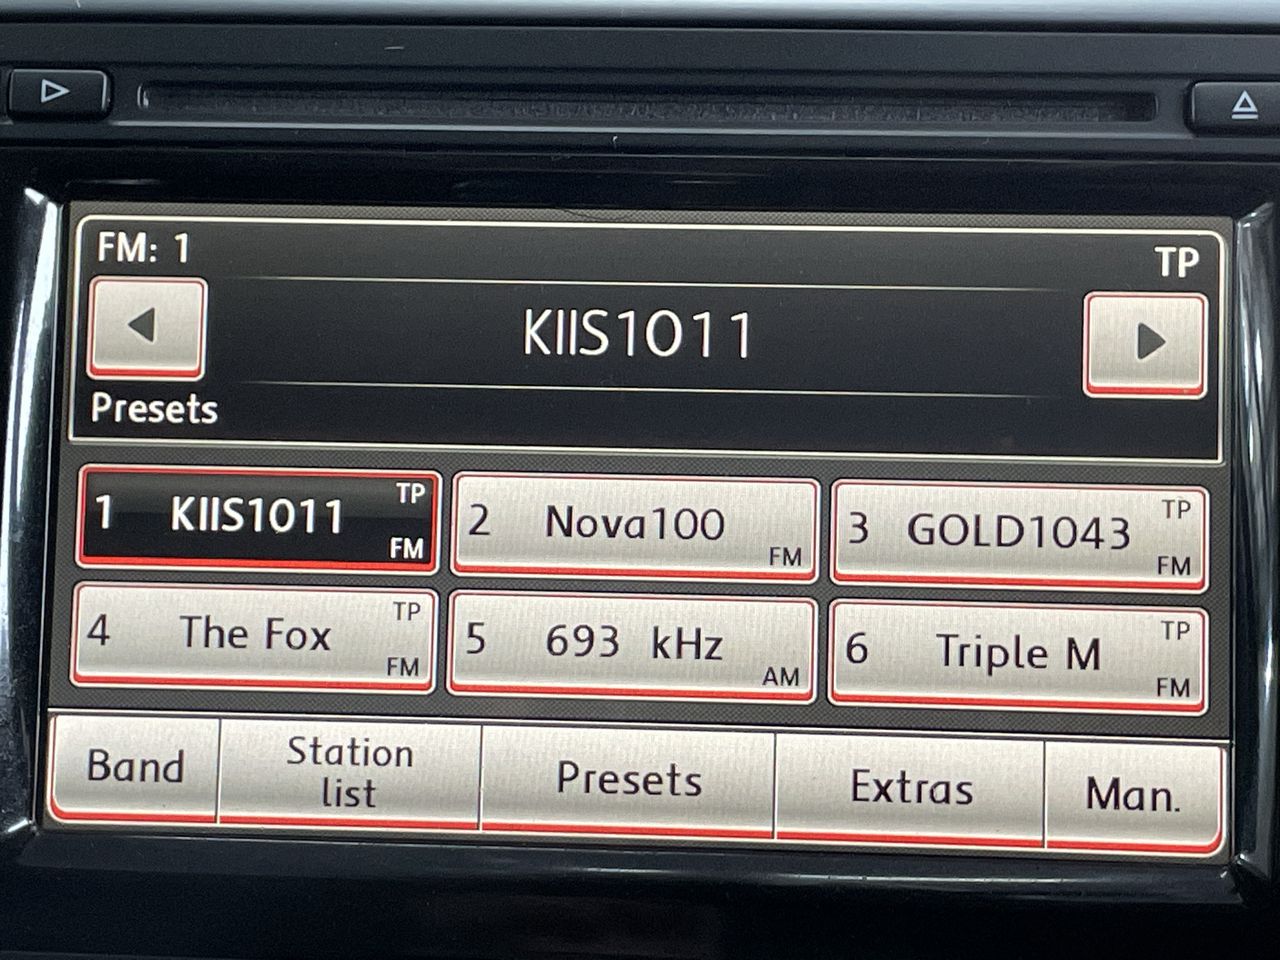 FM: 1
TP
KIIS1011
Presets
1 KIIS1011 TP FM
2 Nova100 FM
3 GOLD1043 TP FM
4 The Fox TP FM
5 693 kHz AM
6 Triple M TP FM
Band
Station
list
Presets
Extras
Man.